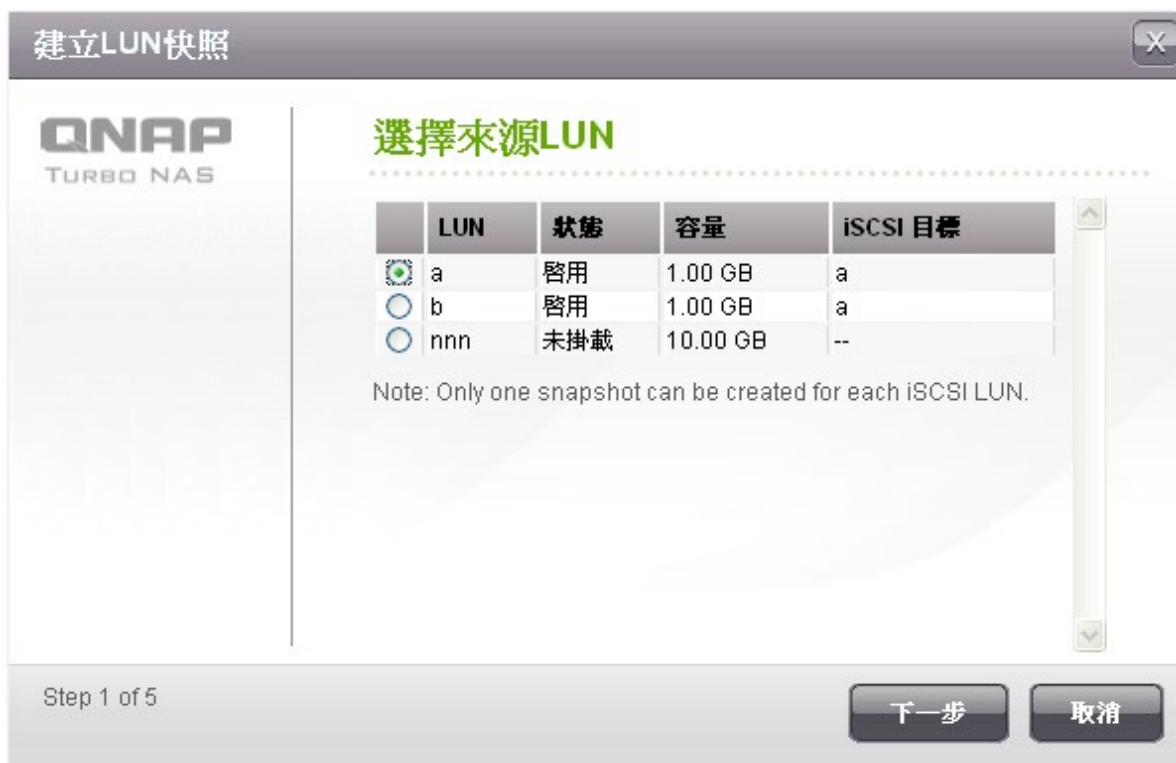 建立LUN快照
X
QNAP
TURBO NAS
選擇來源LUN
LUN 狀態 容量 iSCSI 目標
a 啓用 1.00 GB a
b 啓用 1.00 GB a
nnn 未掛載 10.00 GB --
Note: Only one snapshot can be created for each iSCSI LUN.
Step 1 of 5
下一步 取消